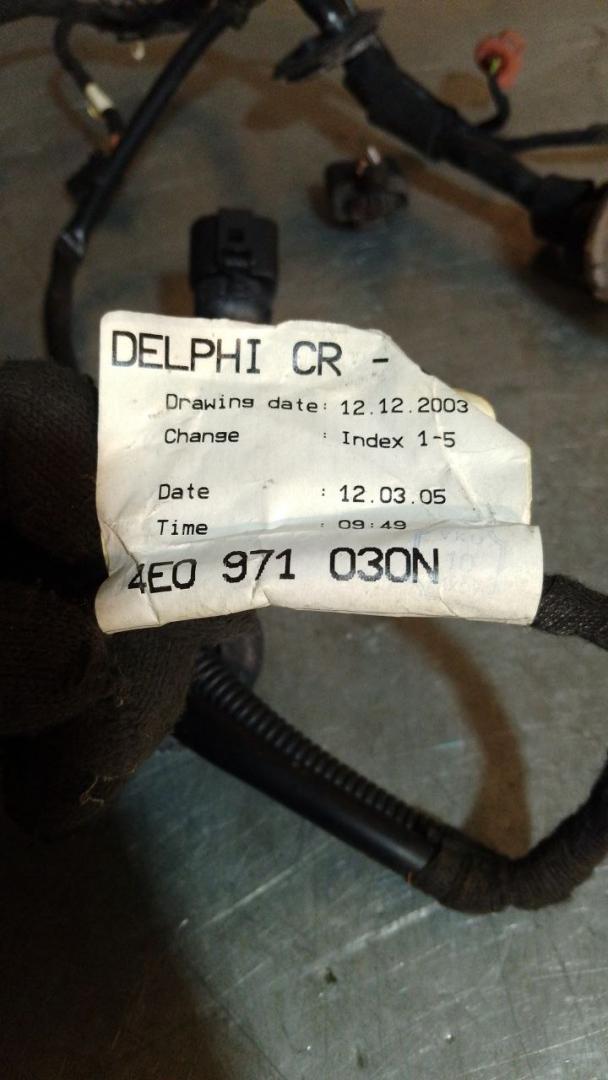 DELPHI CR -
Drawing date: 12.12.2003
Change : Index 1-5
Date : 12.03.05
Time : 09:49
4E0 971 030N